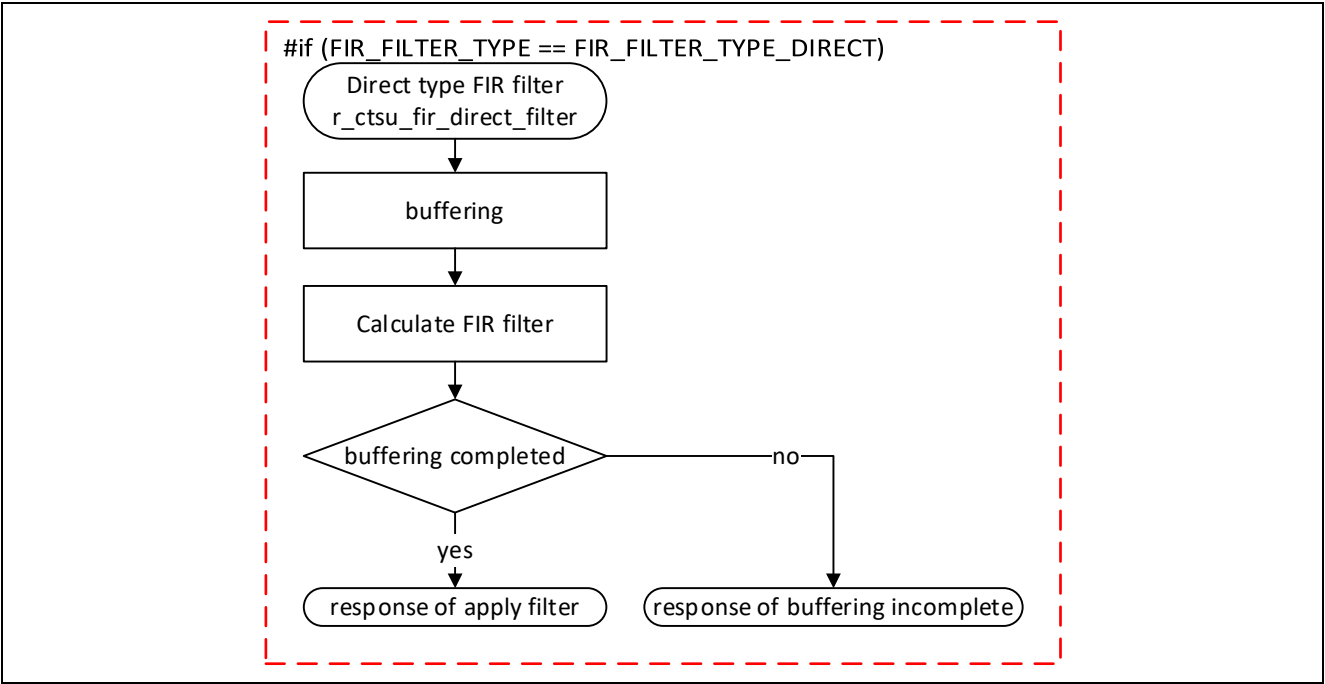 #if (FIR_FILTER_TYPE == FIR_FILTER_TYPE_DIRECT)
Direct type FIR filter
r_ctsu_fir_direct_filter
buffering
Calculate FIR filter
buffering completed
no
yes
response of apply filter
response of buffering incomplete